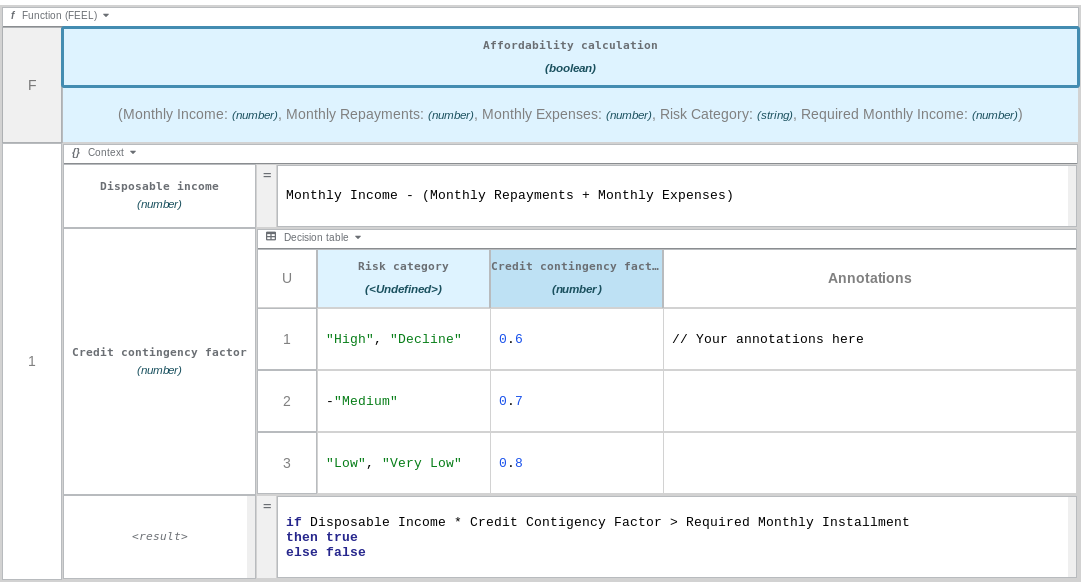 f Function (FEEL)
F
Affordability calculation
(boolean)
(Monthly Income: (number), Monthly Repayments: (number), Monthly Expenses: (number), Risk Category: (string), Required Monthly Income: (number))
1
{} Context
Disposable income
(number)
=
Monthly Income - (Monthly Repayments + Monthly Expenses)
Credit contingency factor
(number)
Decision table
U
Risk category
(<Undefined>)
Credit contingency fact…
(number)
Annotations
1
"High", "Decline"
0.6
// Your annotations here
2
-"Medium"
0.7
3
"Low", "Very Low"
0.8
<result>
=
if Disposable Income * Credit Contigency Factor > Required Monthly Installment
then true
else false